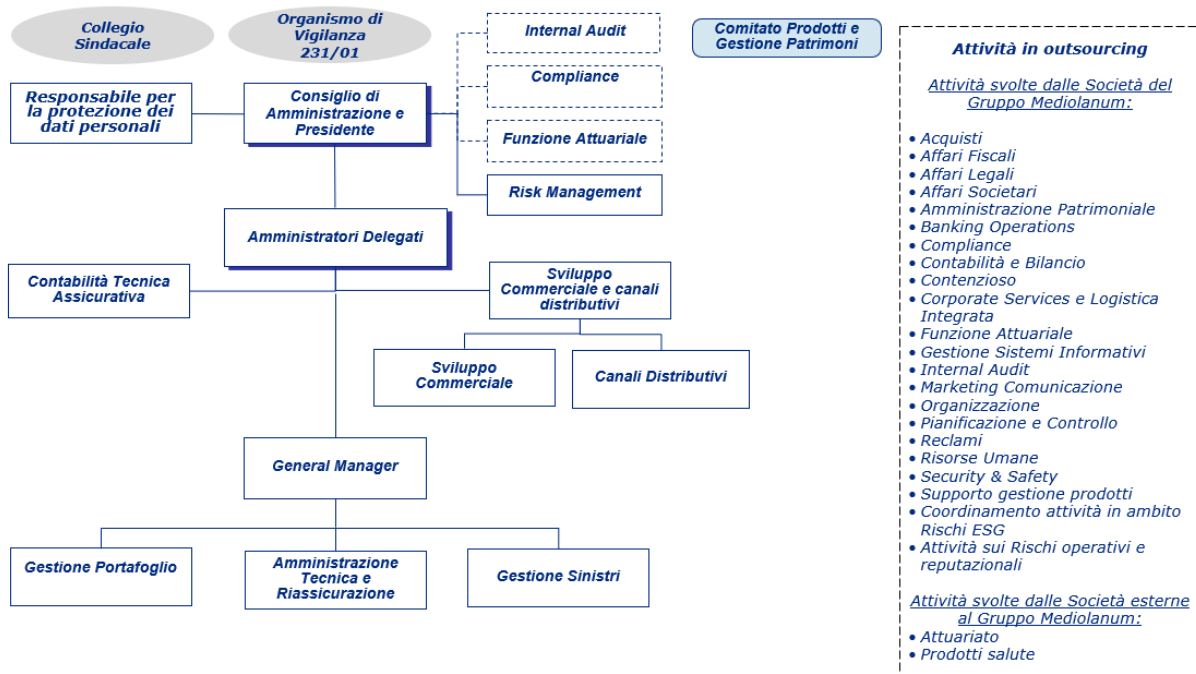 Collegio
Sindacale
Organismo di
Vigilanza
231/01
Internal Audit
Comitato Prodotti e
Gestione Patrimoni
Compliance
Responsabile per
la protezione dei
dati personali
Consiglio di
Amministrazione e
Presidente
Funzione Attuariale
Risk Management
Amministratori Delegati
Contabilità Tecnica
Assicurativa
Sviluppo
Commerciale e canali
distributivi
Sviluppo
Commerciale
Canali Distributivi
General Manager
Gestione Portafoglio
Amministrazione
Tecnica e
Riassicurazione
Gestione Sinistri
Attività in outsourcing
Attività svolte dalle Società del
Gruppo Mediolanum:
• Acquisti
• Affari Fiscali
• Affari Legali
• Affari Societari
• Amministrazione Patrimoniale
• Banking Operations
• Compliance
• Contabilità e Bilancio
• Contenzioso
• Corporate Services e Logistica
Integrata
• Funzione Attuariale
• Gestione Sistemi Informativi
• Internal Audit
• Marketing Comunicazione
• Organizzazione
• Pianificazione e Controllo
• Reclami
• Risorse Umane
• Security & Safety
• Supporto gestione prodotti
• Coordinamento attività in ambito
Rischi ESG
• Attività sui Rischi operativi e
reputazionali
Attività svolte dalle Società esterne
al Gruppo Mediolanum:
• Attuariato
• Prodotti salute